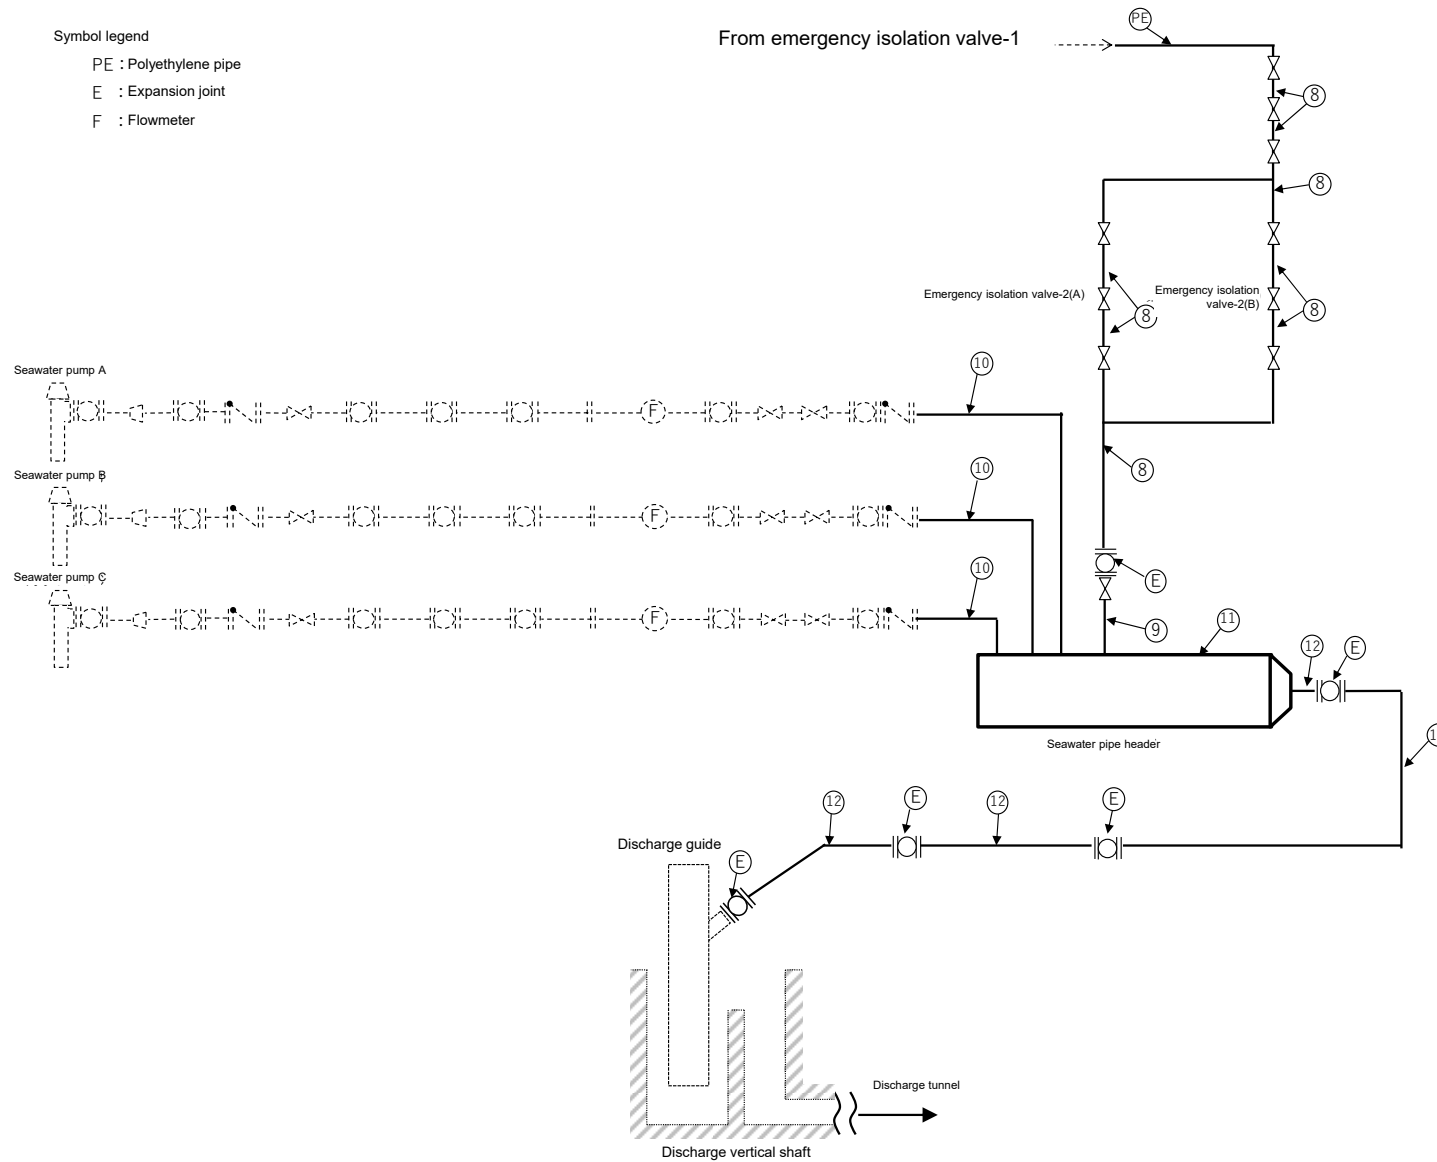 Symbol legend
PE : Polyethylene pipe
E : Expansion joint
F : Flowmeter
From emergency isolation valve-1
PE
8
8
Emergency isolation valve-2(A)
Emergency isolation
valve-2(B)
8
8
Seawater pump A
10
F
8
Seawater pump B
10
F
E
Seawater pump C
10
F
9
11
12
E
Seawater pipe header
12
E
12
E
Discharge guide
E
Discharge tunnel
Discharge vertical shaft